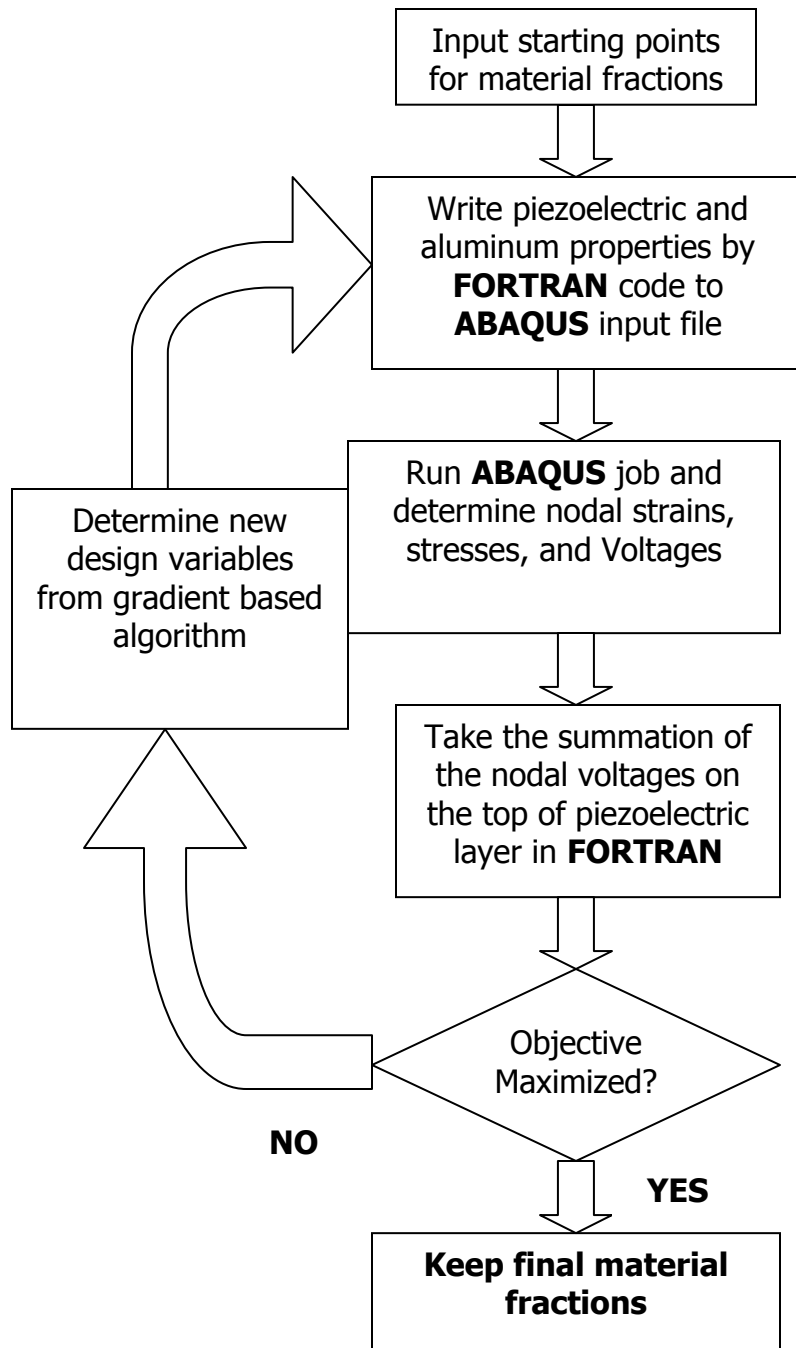 Input starting points
for material fractions
Write piezoelectric and
aluminum properties by
FORTRAN code to
ABAQUS input file
Run ABAQUS job and
determine nodal strains,
stresses, and Voltages
Determine new
design variables
from gradient based
algorithm
Take the summation of
the nodal voltages on
the top of piezoelectric
layer in FORTRAN
Objective
Maximized?
NO
YES
Keep final material
fractions